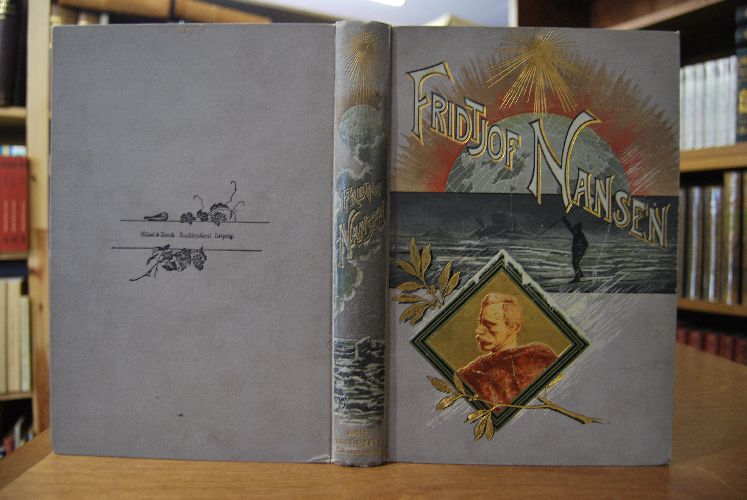 Hübel & Denck. Buchbinderei Leipzig.
FRIDTJOF
NANSEN
FRIDTJOF NANSEN